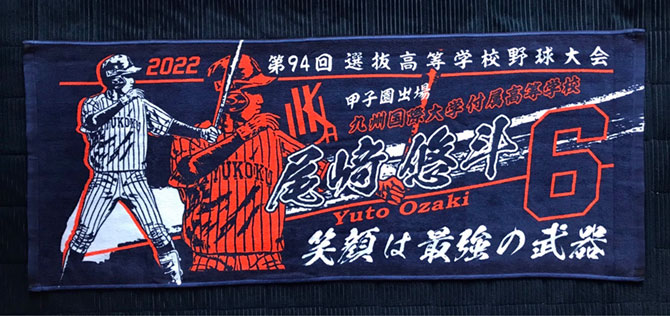 2022 第94回 選抜高等学校野球大会
甲子園出場
九州国際大学付属高等学校
尾崎 悠斗 6
Yuto Ozaki
笑顔は最強の武器